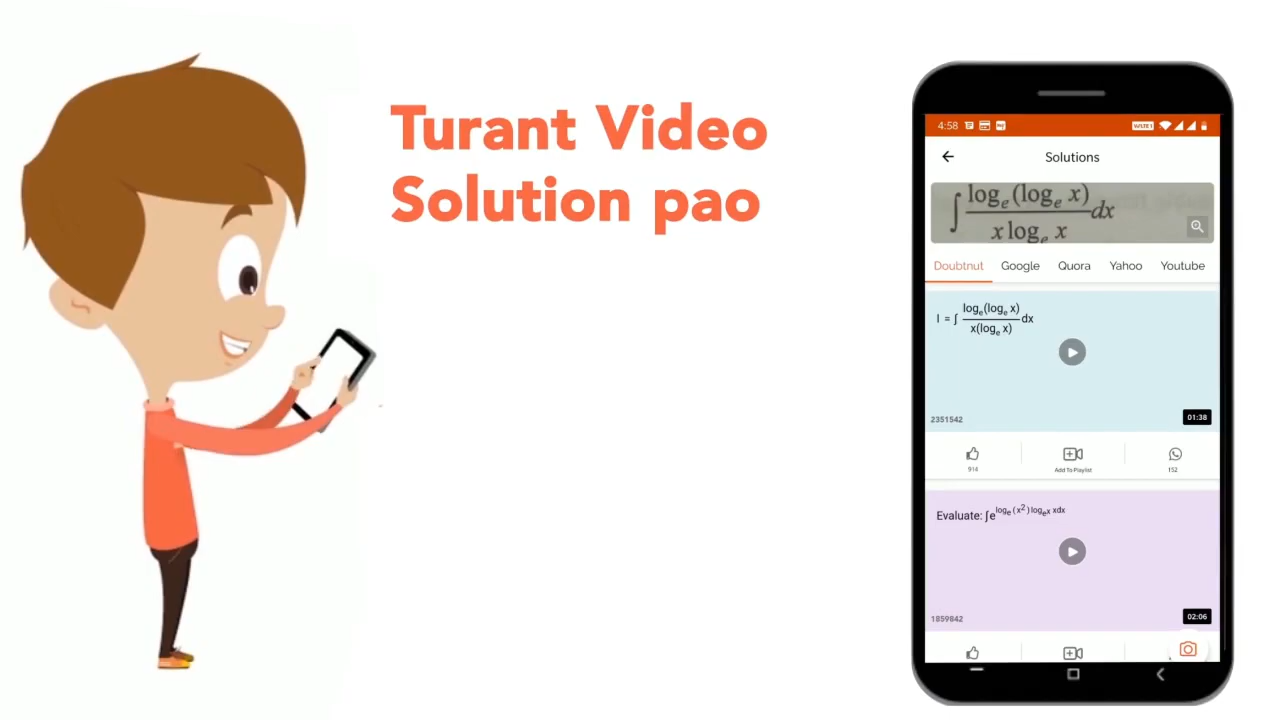 Turant Video
Solution pao
4:58
Solutions
∫ logₑ(logₑ x) / x logₑ x dx
Doubtnut Google Quora Yahoo Youtube
I = ∫ logₑ(logₑ x) / x(logₑ x) dx
2351542 01:38
914 Add To Playlist 152
Evaluate: ∫e^logₑ(x²)logₑx xdx
1859842 02:06